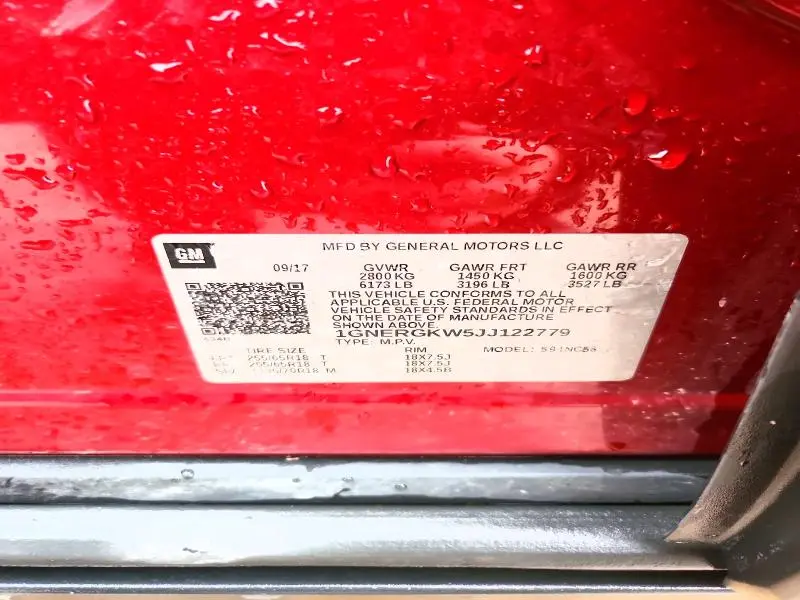 GM
MFD BY GENERAL MOTORS LLC
09/17 GVWR GAWR FRT GAWR RR
2800 KG 1450 KG 1600 KG
6173 LB 3196 LB 3527 LB
THIS VEHICLE CONFORMS TO ALL
APPLICABLE U.S. FEDERAL MOTOR
VEHICLE SAFETY STANDARDS IN EFFECT
ON THE DATE OF MANUFACTURE
SHOWN ABOVE.
1GNERGKW5JJ122779
TYPE: M.P.V. MODEL:
TIRE SIZE RIM
255/65R18 T 18X7.5J
255/65R18 T 18X7.5J
M 18X4.5B